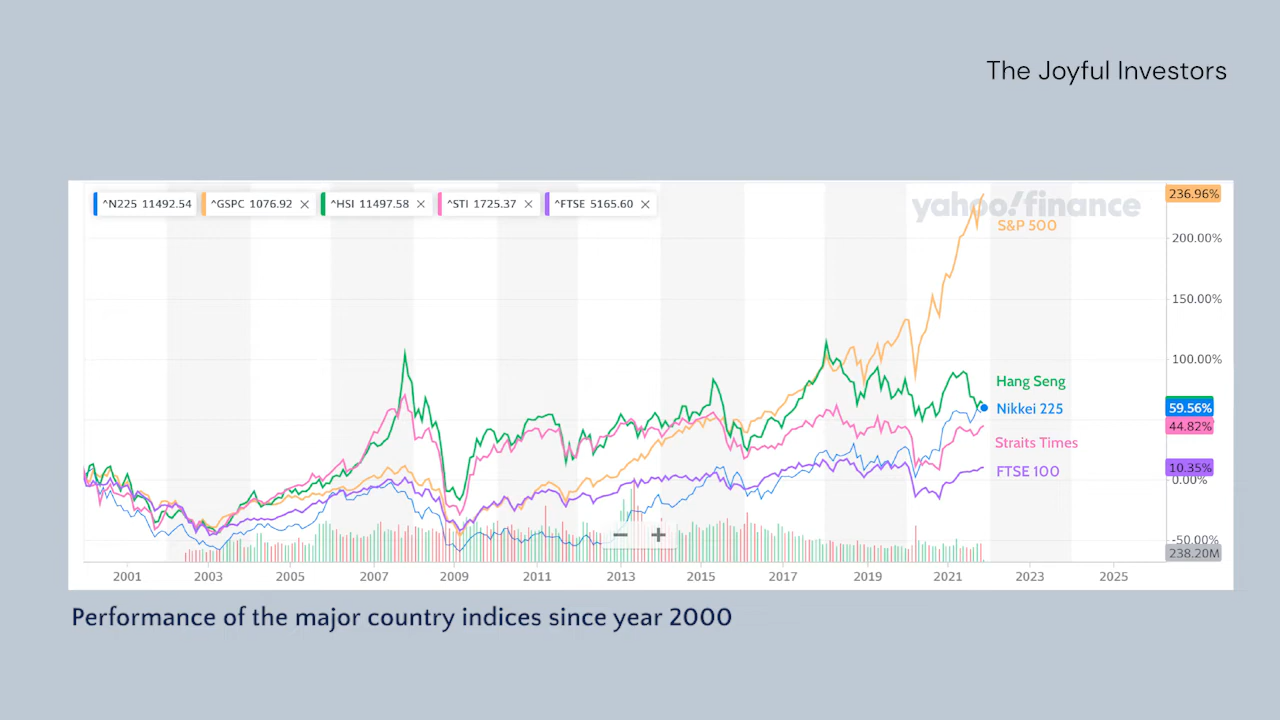 The Joyful Investors
^N225 11492.54
^GSPC 1076.92 ×
^HSI 11497.58 ×
^STI 1725.37 ×
^FTSE 5165.60 ×
yahoo!finance
236.96%
S&P 500
200.00%
150.00%
100.00%
Hang Seng
Nikkei 225
59.56%
44.82%
Straits Times
FTSE 100
10.35%
0.00%
− +
-50.00%
238.20M
2001 2003 2005 2007 2009 2011 2013 2015 2017 2019 2021 2023 2025
Performance of the major country indices since year 2000